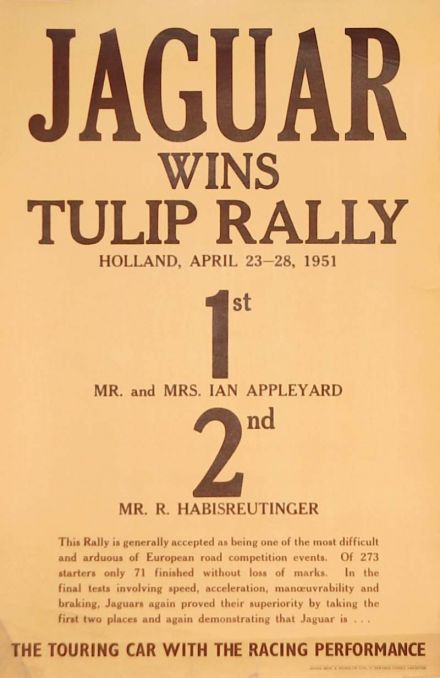 JAGUAR
WINS
TULIP RALLY
HOLLAND, APRIL 23—28, 1951
1st
MR. and MRS. IAN APPLEYARD
2nd
MR. R. HABISREUTINGER
This Rally is generally accepted as being one of the most difficult
and arduous of European road competition events. Of 273
starters only 71 finished without loss of marks. In the
final tests involving speed, acceleration, manœuvrability and
braking, Jaguars again proved their superiority by taking the
first two places and again demonstrating that Jaguar is . . .
THE TOURING CAR WITH THE RACING PERFORMANCE